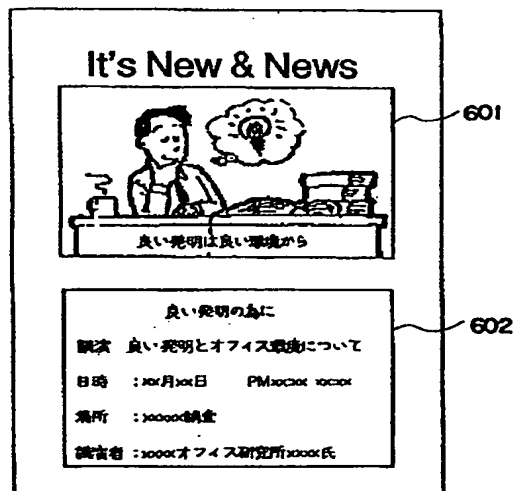 It's New & News
601
良い発明は良い環境から
602
良い発明の為に
講演 良い発明とオフィス環境について
日時 :xx月xx日 PMxx:xx xx:xx
場所 :xxxxx講堂
:xxxxオフィス研究所xxxx氏